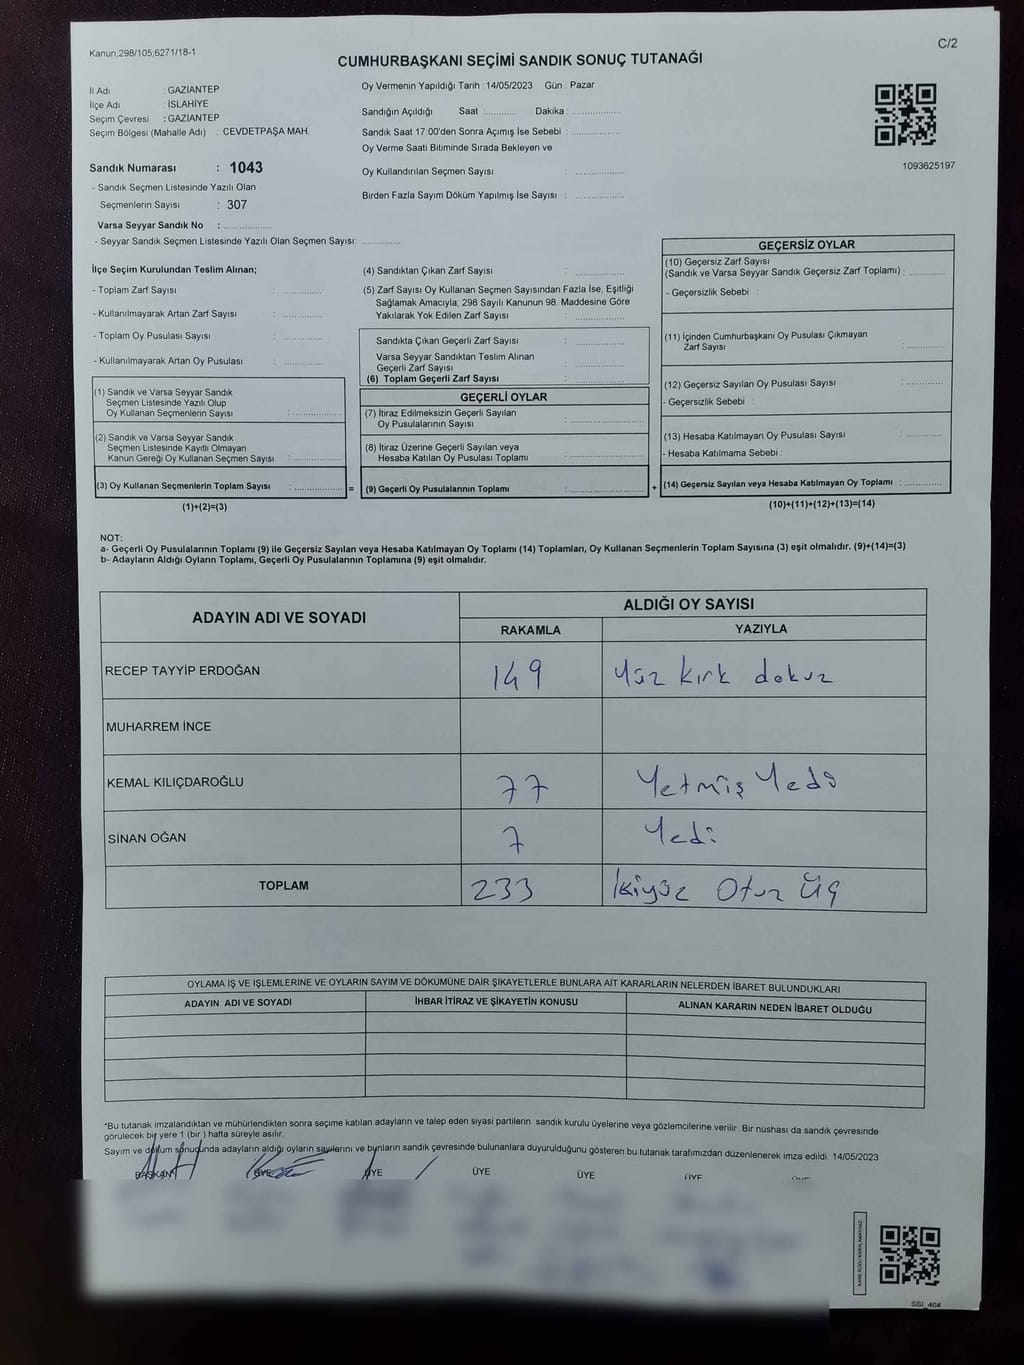 Kanun;298/105,6271/18-1
C/2
CUMHURBAŞKANI SEÇİMİ SANDIK SONUÇ TUTANAĞI
İl Adı : GAZİANTEP
İlçe Adı : İSLAHİYE
Seçim Çevresi : GAZİANTEP
Seçim Bölgesi (Mahalle Adı) : CEVDETPAŞA MAH.
Sandık Numarası : 1043
- Sandık Seçmen Listesinde Yazılı Olan
Seçmenlerin Sayısı : 307
Varsa Seyyar Sandık No : ..................
- Seyyar Sandık Seçmen Listesinde Yazılı Olan Seçmen Sayısı: ..............
Oy Vermenin Yapıldığı Tarih : 14/05/2023 Gün : Pazar
Sandığın Açıldığı Saat : ............ Dakika : ..................
Sandık Saat 17:00'den Sonra Açımış İse Sebebi : ..................
Oy Verme Saati Bitiminde Sırada Bekleyen ve
Oy Kullandırılan Seçmen Sayısı : ..................
Birden Fazla Sayım Döküm Yapılmış İse Sayısı : ..................
1093625197
İlçe Seçim Kurulundan Teslim Alınan;
- Toplam Zarf Sayısı : ..............
- Kullanılmayarak Artan Zarf Sayısı : ..............
- Toplam Oy Pusulası Sayısı : ..............
- Kullanılmayarak Artan Oy Pusulası : ..............
(1) Sandık ve Varsa Seyyar Sandık
Seçmen Listesinde Yazılı Olup
Oy Kullanan Seçmenlerin Sayısı : ..................
(2) Sandık ve Varsa Seyyar Sandık
Seçmen Listesinde Kayıtlı Olmayan
Kanun Gereği Oy Kullanan Seçmen Sayısı : ..................
(3) Oy Kullanan Seçmenlerin Toplam Sayısı : .................. =
(1)+(2)=(3)
(4) Sandıktan Çıkan Zarf Sayısı : ..................
(5) Zarf Sayısı Oy Kullanan Seçmen Sayısından Fazla İse, Eşitliği
Sağlamak Amacıyla; 298 Sayılı Kanunun 98. Maddesine Göre
Yakılarak Yok Edilen Zarf Sayısı : ..................
Sandıkta Çıkan Geçerli Zarf Sayısı : ..................
Varsa Seyyar Sandıktan Teslim Alınan
Geçerli Zarf Sayısı : ..................
(6) Toplam Geçerli Zarf Sayısı : ..................
GEÇERLİ OYLAR
(7) İtiraz Edilmeksizin Geçerli Sayılan
Oy Pusulalarının Sayısı : ..................
(8) İtiraz Üzerine Geçerli Sayılan veya
Hesaba Katılan Oy Pusulası Toplamı : ..................
(9) Geçerli Oy Pusulalarının Toplamı : .................. +
GEÇERSİZ OYLAR
(10) Geçersiz Zarf Sayısı
(Sandık ve Varsa Seyyar Sandık Geçersiz Zarf Toplamı) : ..............
- Geçersizlik Sebebi :
(11) İçinden Cumhurbaşkanı Oy Pusulası Çıkmayan
Zarf Sayısı : ..............
(12) Geçersiz Sayılan Oy Pusulası Sayısı : ..............
- Geçersizlik Sebebi :
(13) Hesaba Katılmayan Oy Pusulası Sayısı : ..............
- Hesaba Katılmama Sebebi :
(14) Geçersiz Sayılan veya Hesaba Katılmayan Oy Toplamı : ..............
(10)+(11)+(12)+(13)=(14)
NOT:
a- Geçerli Oy Pusulalarının Toplamı (9) ile Geçersiz Sayılan veya Hesaba Katılmayan Oy Toplamı (14) Toplamları, Oy Kullanan Seçmenlerin Toplam Sayısına (3) eşit olmalıdır. (9)+(14)=(3)
b- Adayların Aldığı Oyların Toplamı, Geçerli Oy Pusulalarının Toplamına (9) eşit olmalıdır.
ADAYIN ADI VE SOYADI
ALDIĞI OY SAYISI
RAKAMLA YAZIYLA
RECEP TAYYİP ERDOĞAN 149 Yüz kırk dokuz
MUHARREM İNCE
KEMAL KILIÇDAROĞLU 77 Yetmiş Yedi
SİNAN OĞAN 7 Yedi
TOPLAM 233 İkiyüz Otuz Üç
OYLAMA İŞ VE İŞLEMLERİNE VE OYLARIN SAYIM VE DÖKÜMÜNE DAİR ŞİKAYETLERLE BUNLARA AİT KARARLARIN NELERDEN İBARET BULUNDUKLARI
ADAYIN ADI VE SOYADI İHBAR İTİRAZ VE ŞİKAYETİN KONUSU ALINAN KARARIN NEDEN İBARET OLDUĞU
*Bu tutanak imzalandıktan ve mühürlendikten sonra seçime katılan adayların ve talep eden siyasi partilerin sandık kurulu üyelerine veya gözlemcilerine verilir. Bir nüshası da sandık çevresinde
görülecek bir yere 1 (bir) hafta süreyle asılır.
Sayım ve döküm sonucunda adayların aldığı oyların sayılarını ve bunların sandık çevresinde bulunanlara duyurulduğunu gösteren bu tutanak tarafımızdan düzenlenerek imza edildi. 14/05/2023
BAŞKAN ÜYE ÜYE ÜYE ÜYE ÜYE
SSİ_464